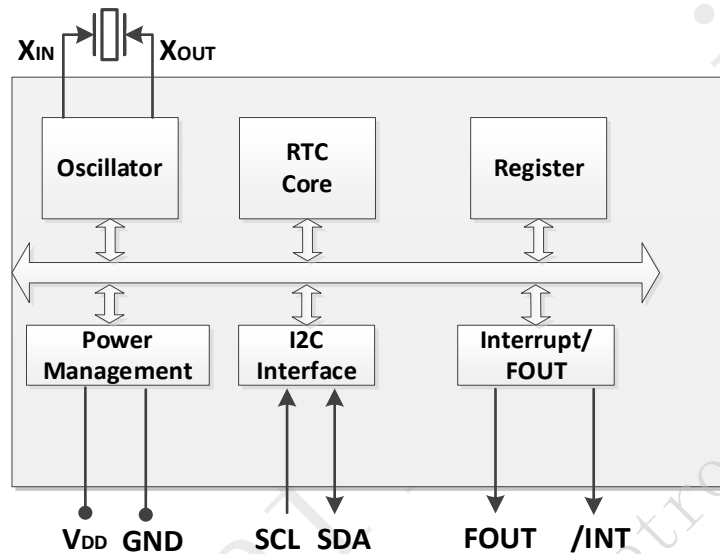 XIN XOUT
Oscillator
RTC
Core
Register
Power
Management
I2C
Interface
Interrupt/
FOUT
VDD GND SCL SDA FOUT /INT